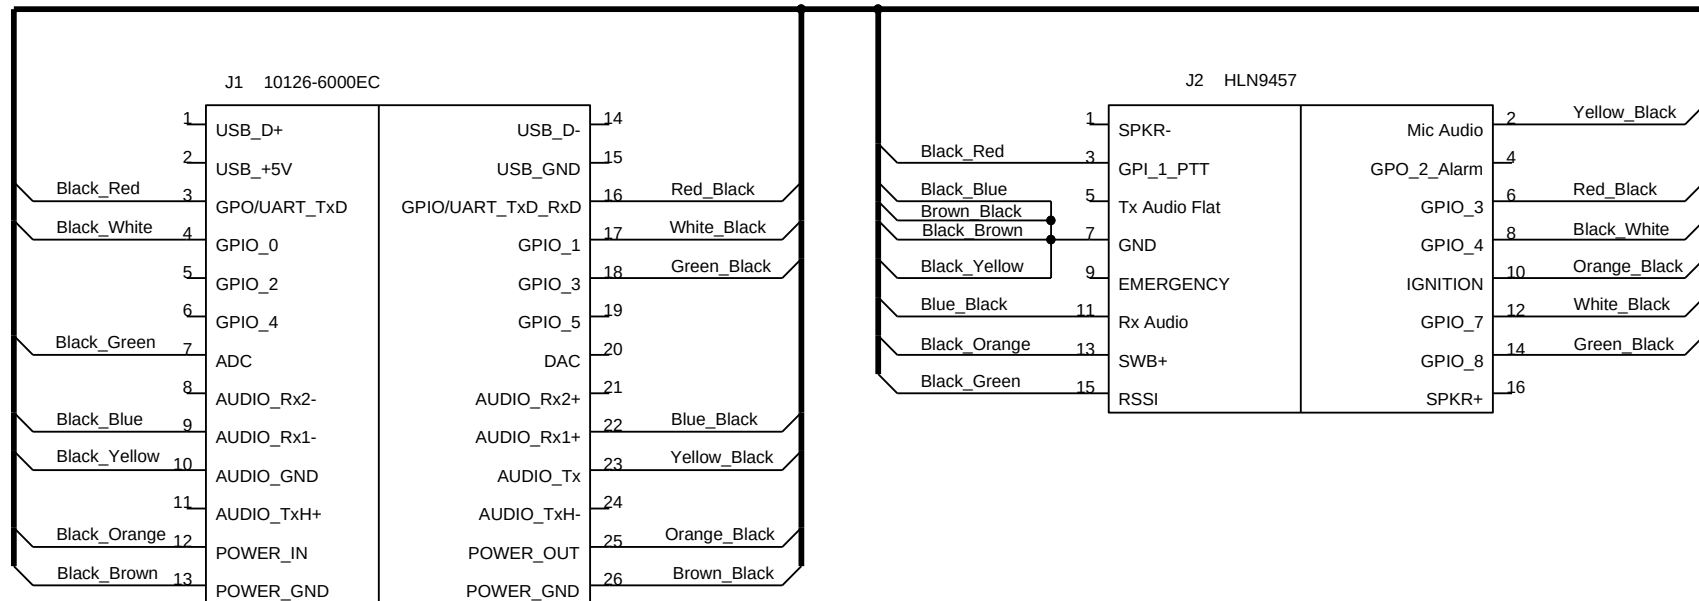 J1 10126-6000EC
1 USB_D+ USB_D- 14
2 USB_+5V USB_GND 15
Black_Red 3 GPO/UART_TxD GPIO/UART_TxD_RxD 16 Red_Black
Black_White 4 GPIO_0 GPIO_1 17 White_Black
5 GPIO_2 GPIO_3 18 Green_Black
6 GPIO_4 GPIO_5 19
Black_Green 7 ADC DAC 20
8 AUDIO_Rx2- AUDIO_Rx2+ 21
Black_Blue 9 AUDIO_Rx1- AUDIO_Rx1+ 22 Blue_Black
Black_Yellow 10 AUDIO_GND AUDIO_Tx 23 Yellow_Black
11 AUDIO_TxH+ AUDIO_TxH- 24
Black_Orange 12 POWER_IN POWER_OUT 25 Orange_Black
Black_Brown 13 POWER_GND POWER_GND 26 Brown_Black
J2 HLN9457
1 SPKR- Mic Audio 2 Yellow_Black
Black_Red 3 GPI_1_PTT GPO_2_Alarm 4
Black_Blue 5 Tx Audio Flat GPIO_3 6 Red_Black
Brown_Black
Black_Brown 7 GND GPIO_4 8 Black_White
Black_Yellow 9 EMERGENCY IGNITION 10 Orange_Black
Blue_Black 11 Rx Audio GPIO_7 12 White_Black
Black_Orange 13 SWB+ GPIO_8 14 Green_Black
Black_Green 15 RSSI SPKR+ 16